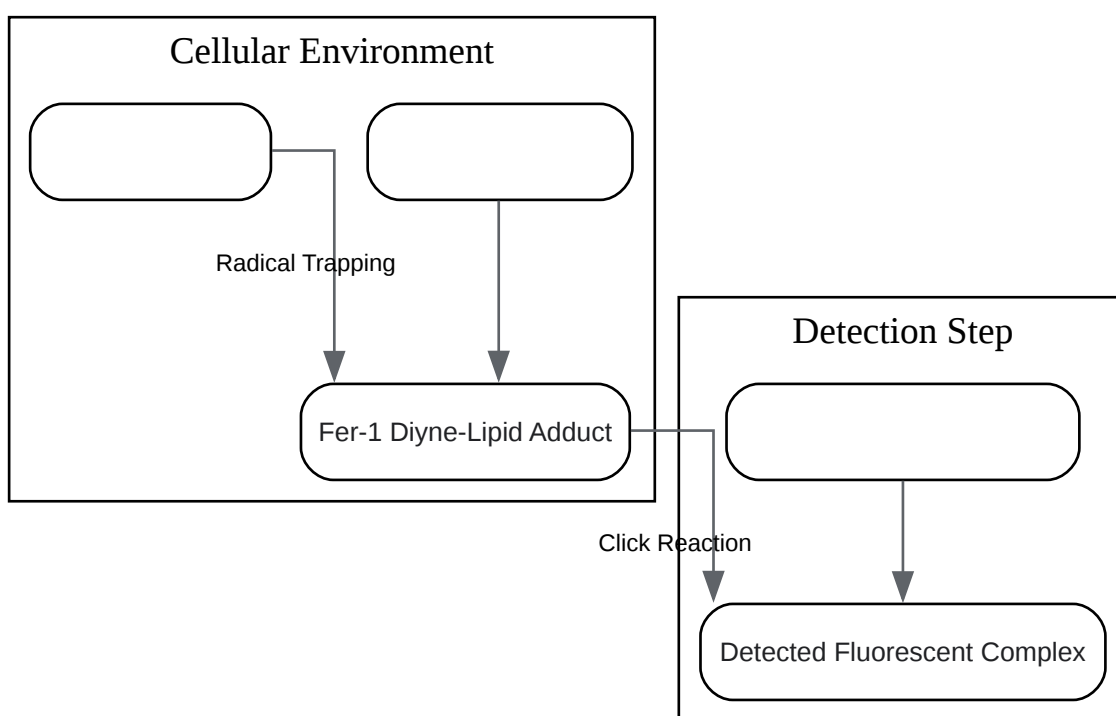 Cellular Environment
Radical Trapping
Fer-1 Diyne-Lipid Adduct
Detection Step
Click Reaction
Detected Fluorescent Complex